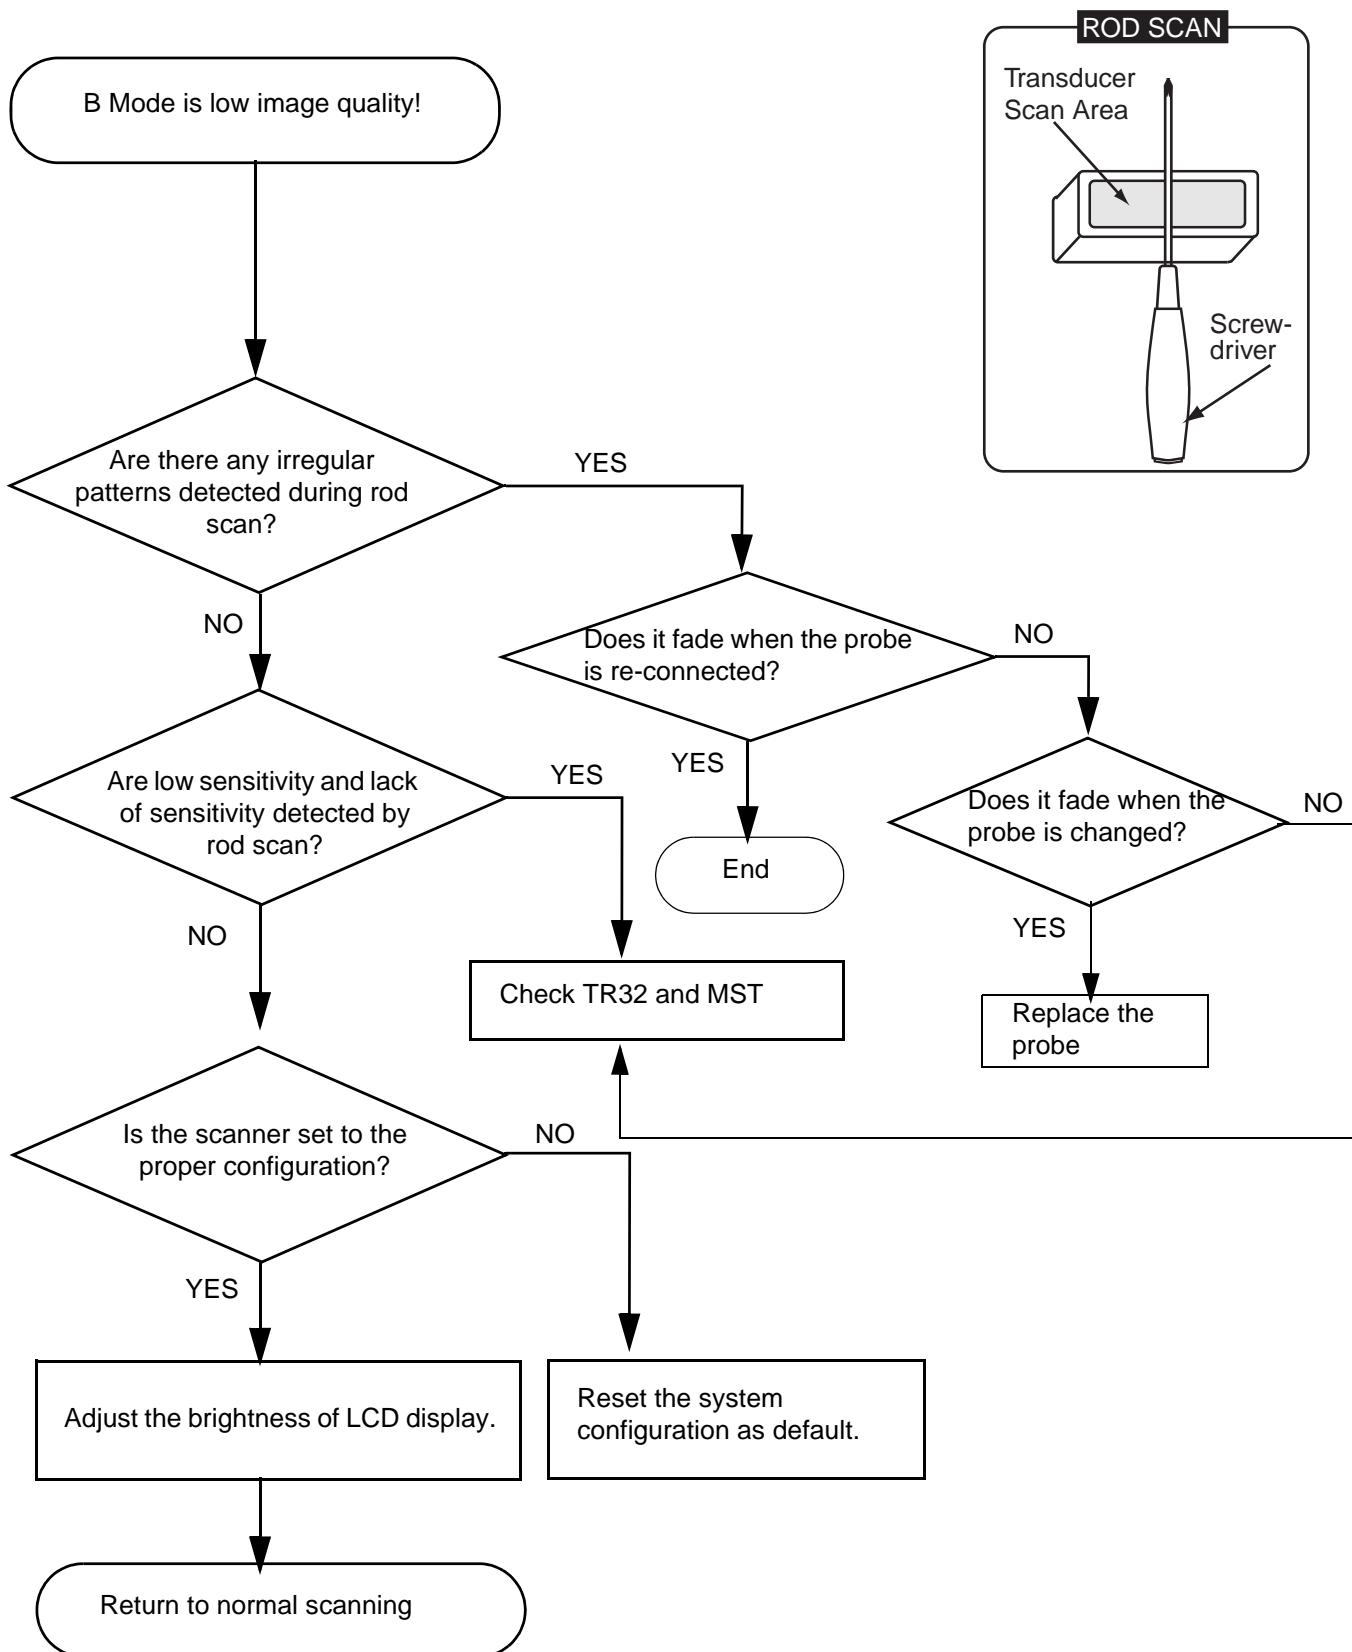 ROD SCAN
Transducer
Scan Area
Screw-
driver
B Mode is low image quality!
Are there any irregular
patterns detected during rod
scan?
YES
NO
Does it fade when the probe
is re-connected?
NO
YES
Are low sensitivity and lack
of sensitivity detected by
rod scan?
YES
NO
Does it fade when the
probe is changed?
NO
YES
End
Check TR32 and MST
Replace the
probe
Is the scanner set to the
proper configuration?
NO
YES
Adjust the brightness of LCD display.
Reset the system
configuration as default.
Return to normal scanning